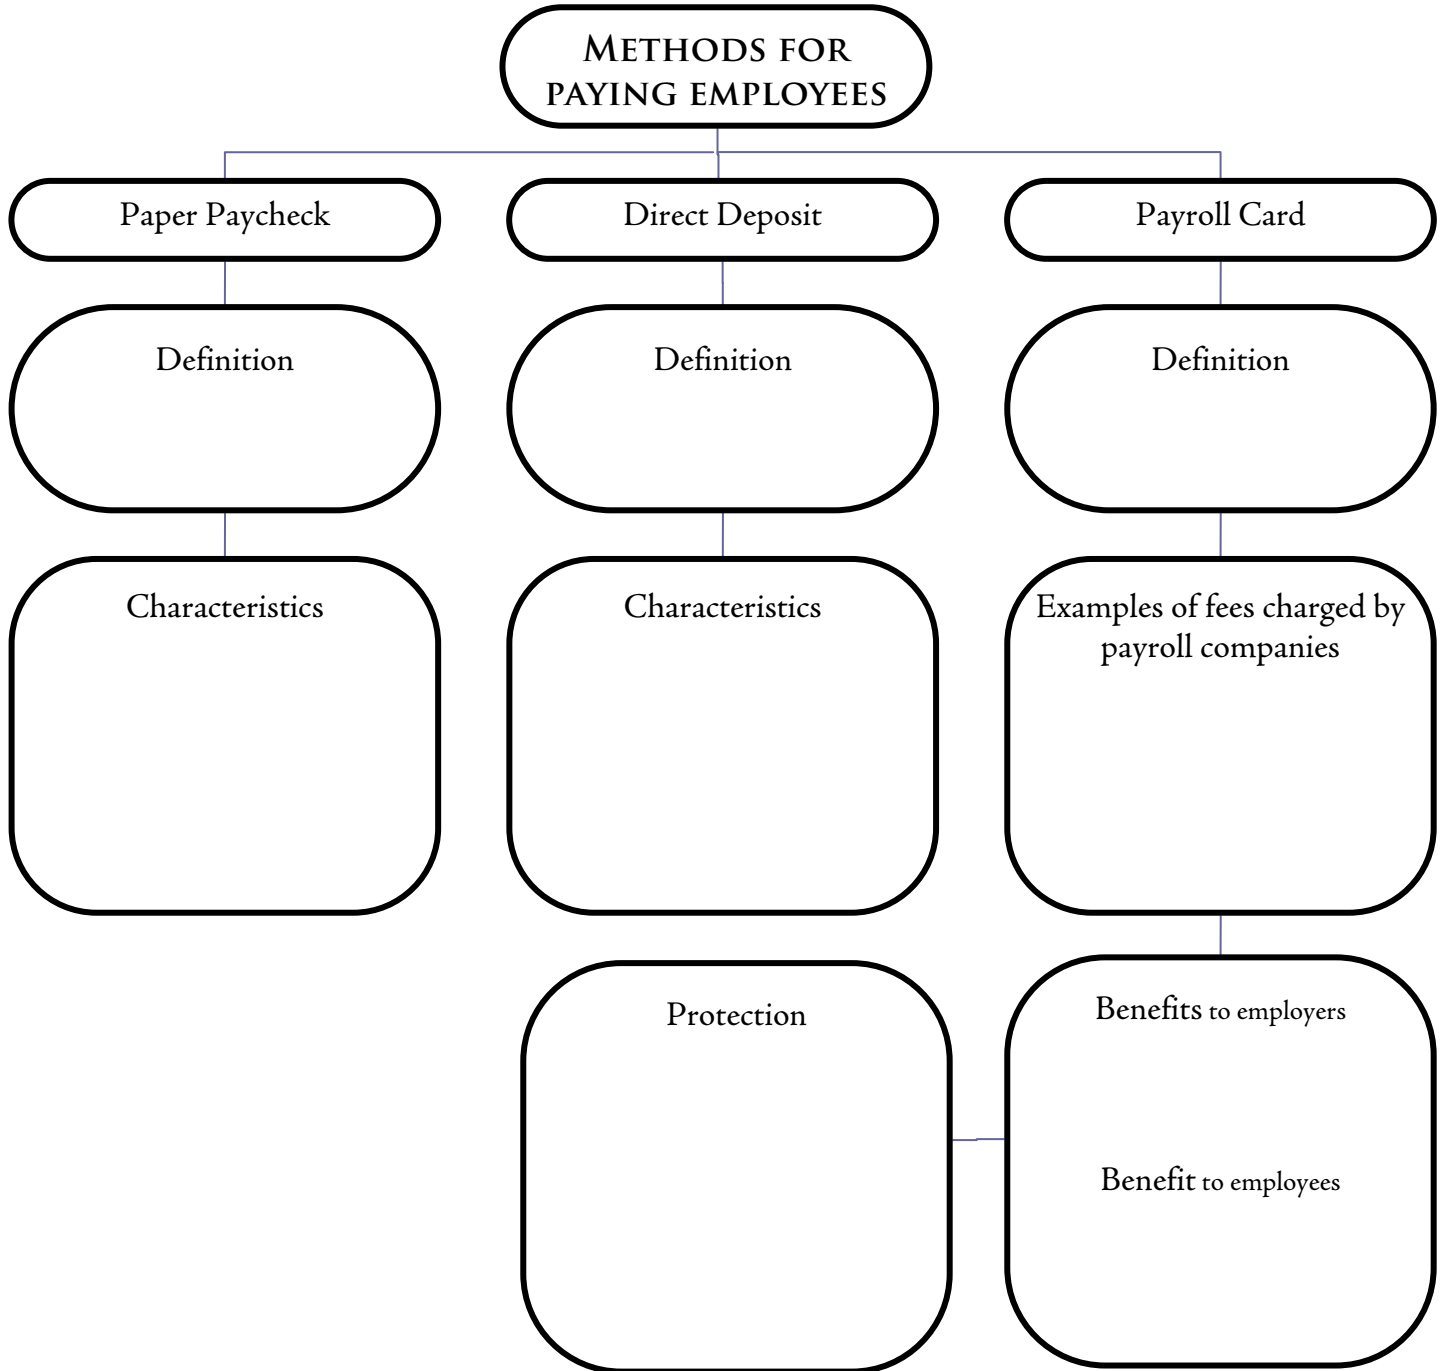 METHODS FOR
PAYING EMPLOYEES
Paper Paycheck
Direct Deposit
Payroll Card
Definition
Definition
Definition
Characteristics
Characteristics
Examples of fees charged by
payroll companies
Protection
Benefits to employers
Benefit to employees